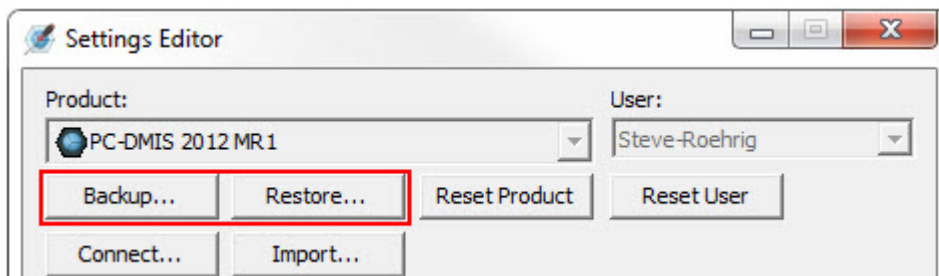 Settings Editor
Product: User:
PC-DMIS 2012 MR1 Steve-Roehrig
Backup... Restore... Reset Product Reset User
Connect... Import...